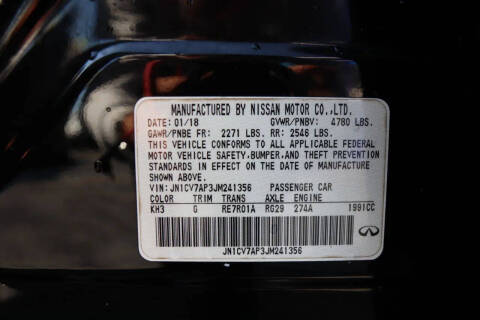 MANUFACTURED BY NISSAN MOTOR CO.,LTD.
DATE: 01/18 GVWR/PNBV: 4780 LBS.
GAWR/PNBE FR: 2271 LBS. RR: 2546 LBS.
THIS VEHICLE CONFORMS TO ALL APPLICABLE FEDERAL
MOTOR VEHICLE SAFETY, BUMPER, AND THEFT PREVENTION
STANDARDS IN EFFECT ON THE DATE OF MANUFACTURE
SHOWN ABOVE.
VIN: JN1CV7AP3JM241356 PASSENGER CAR
COLOR TRIM TRANS AXLE ENGINE
KH3 G RE7R01A RG29 274A 1991CC
JN1CV7AP3JM241356